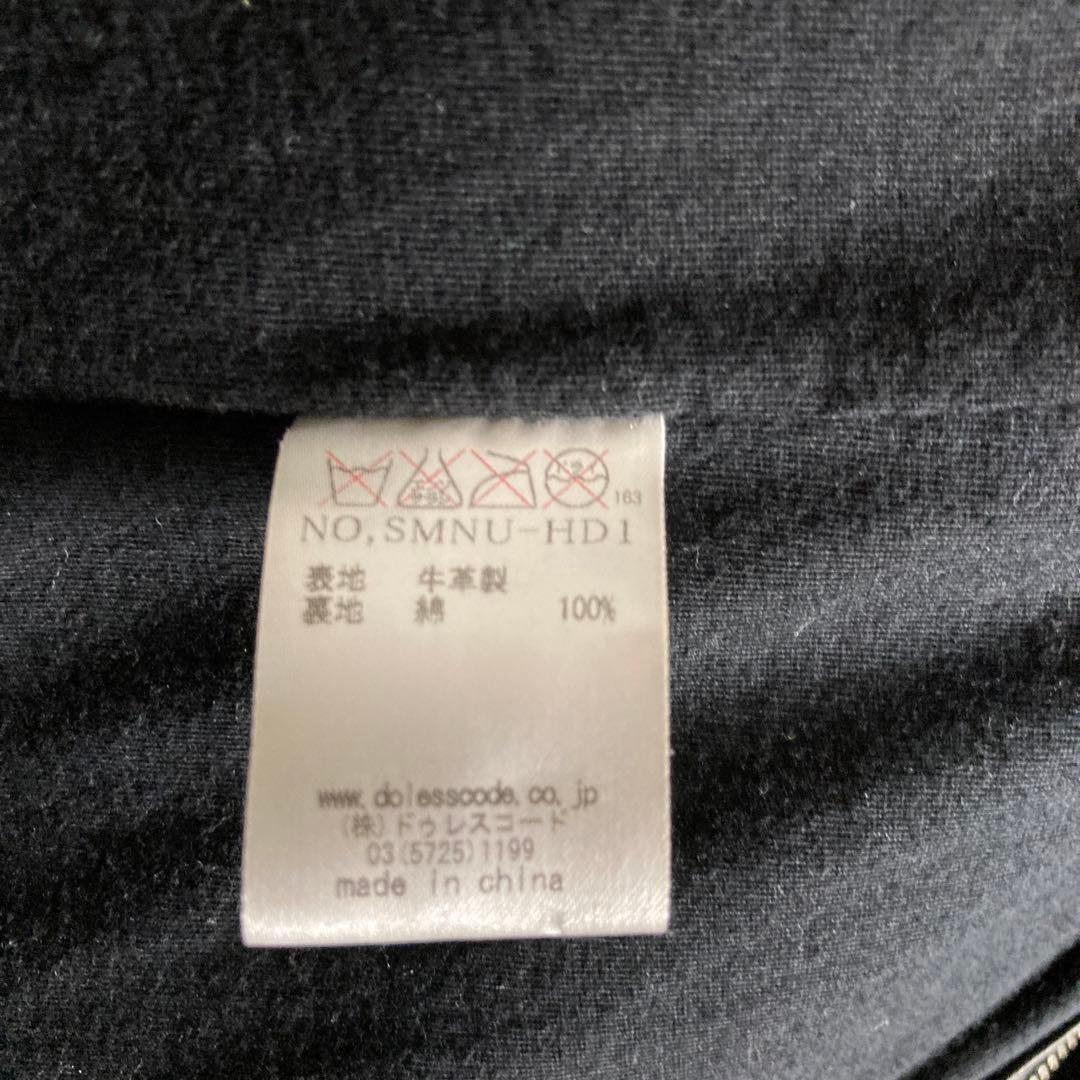 163
NO,SMNU-HD1
表地 牛革製
裏地 綿 100%
www.dolesscode.co.jp
(株)ドゥレスコード
03(5725)1199
made in china